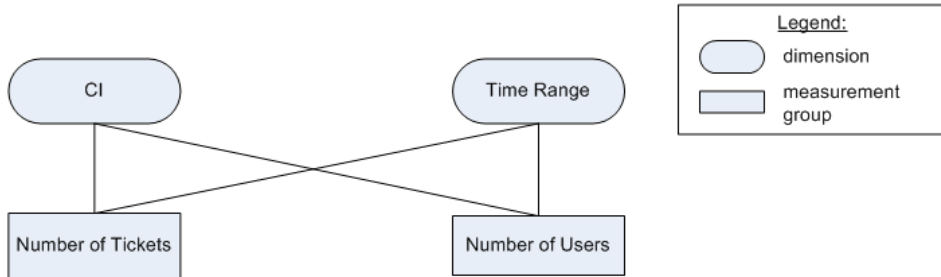 Legend:
dimension
measurement
group
CI
Time Range
Number of Tickets
Number of Users